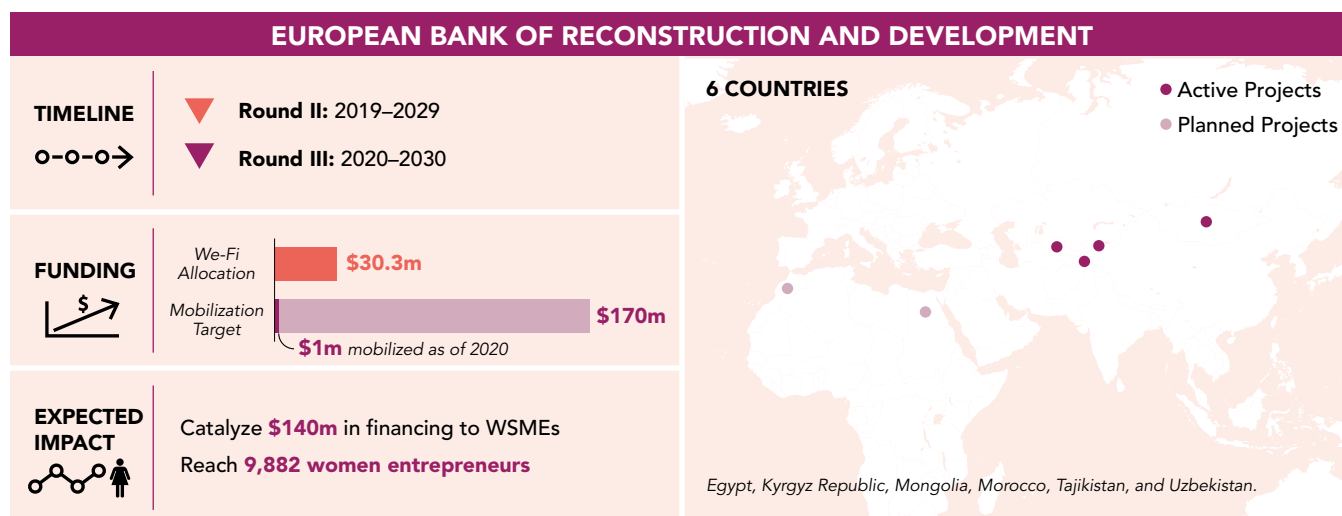 EUROPEAN BANK OF RECONSTRUCTION AND DEVELOPMENT
TIMELINE
Round II: 2019–2029
Round III: 2020–2030
FUNDING
$
We-Fi
Allocation
$30.3m
Mobilization
Target
$170m
$1m mobilized as of 2020
EXPECTED
IMPACT
Catalyze $140m in financing to WSMEs
Reach 9,882 women entrepreneurs
6 COUNTRIES
Active Projects
Planned Projects
Egypt, Kyrgyz Republic, Mongolia, Morocco, Tajikistan, and Uzbekistan.